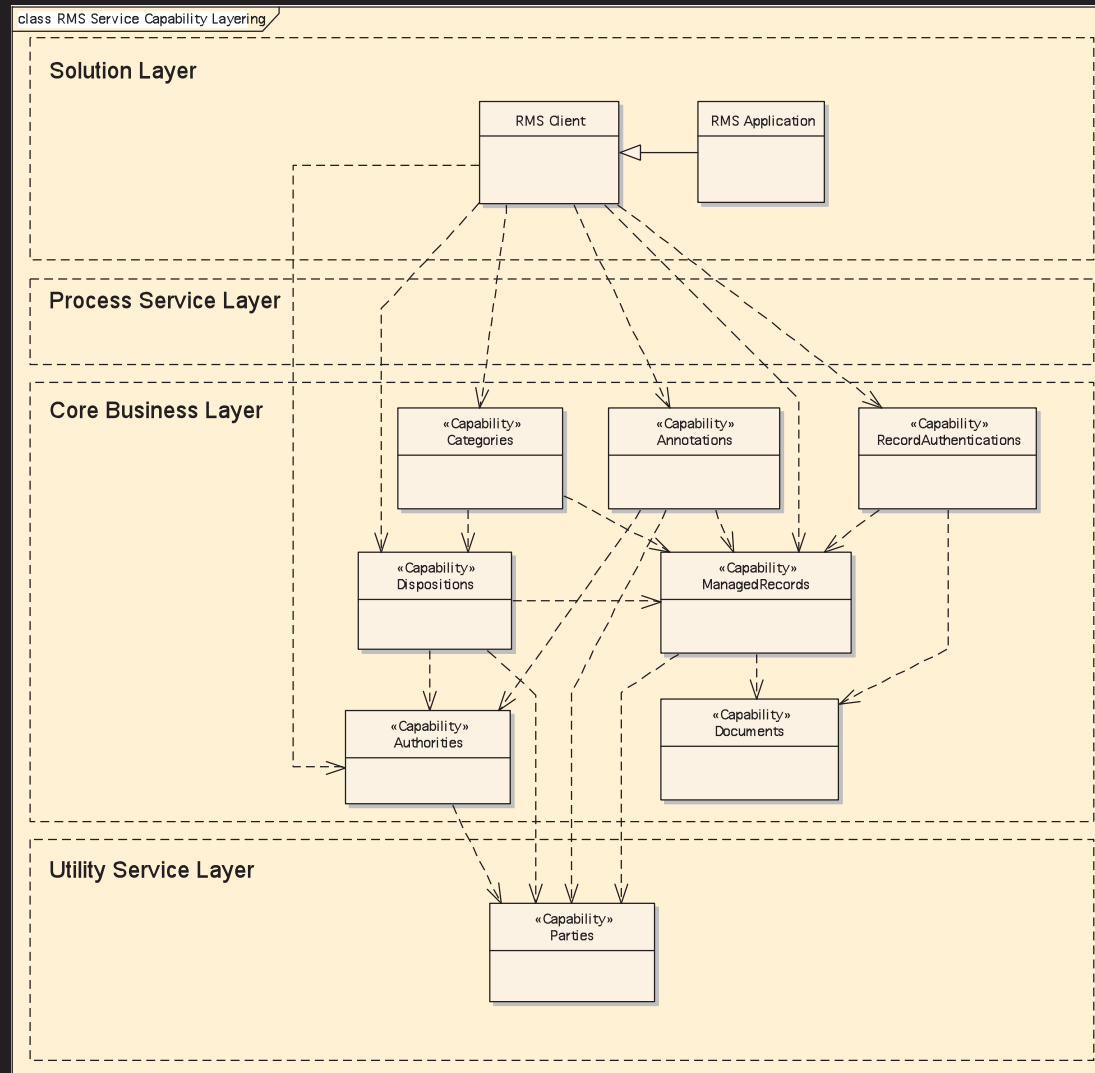 class RMS Service Capability Layering
Solution Layer
RMS Client
RMS Application
Process Service Layer
Core Business Layer
«Capability»
Categories
«Capability»
Annotations
«Capability»
RecordAuthentications
«Capability»
Dispositions
«Capability»
ManagedRecords
«Capability»
Authorities
«Capability»
Documents
Utility Service Layer
«Capability»
Parties